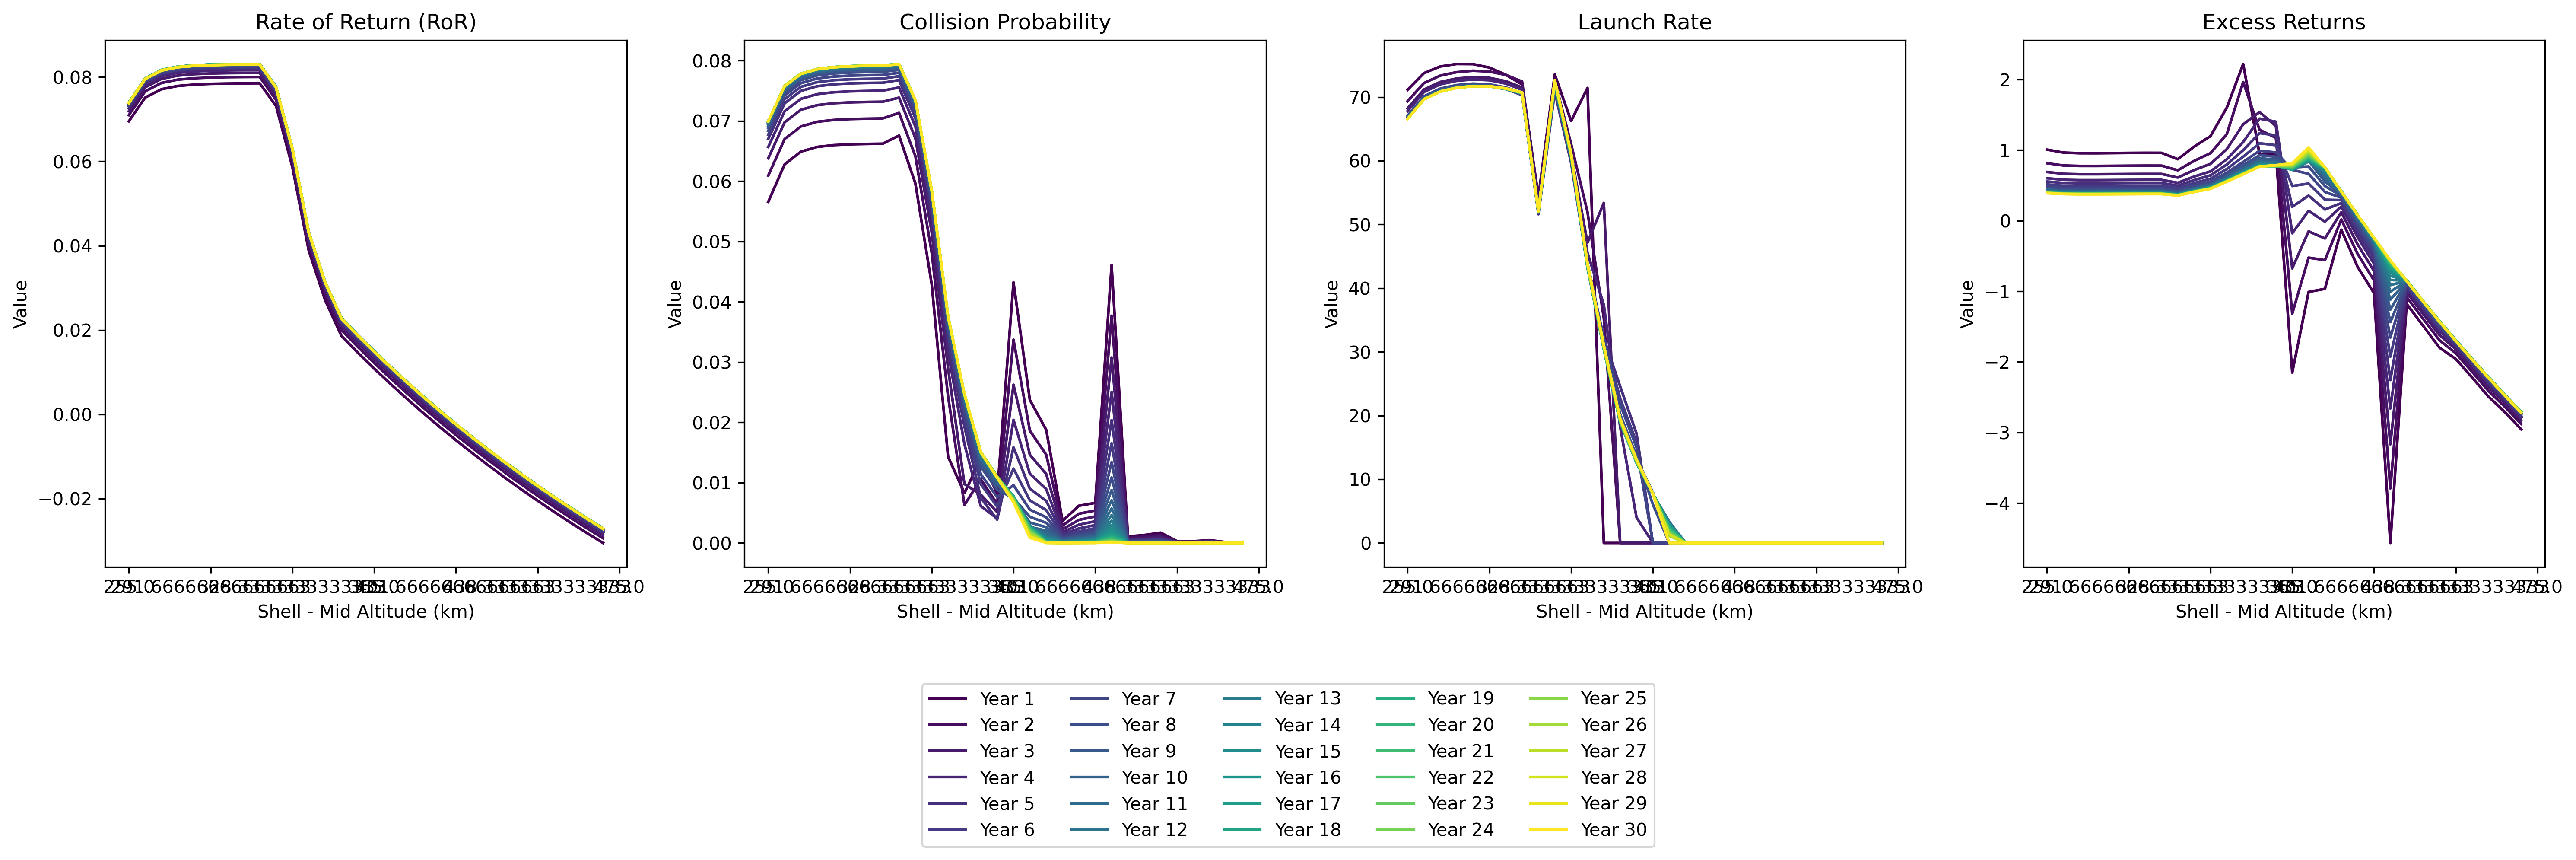 Rate of Return (RoR)
Value
0.08
0.06
0.04
0.02
0.00
−0.02
Shell - Mid Altitude (km)
Collision Probability
Value
0.08
0.07
0.06
0.05
0.04
0.03
0.02
0.01
0.00
Shell - Mid Altitude (km)
Launch Rate
Value
70
60
50
40
30
20
10
0
Shell - Mid Altitude (km)
Excess Returns
Value
2
1
0
−1
−2
−3
−4
Shell - Mid Altitude (km)
Year 1
Year 2
Year 3
Year 4
Year 5
Year 6
Year 7
Year 8
Year 9
Year 10
Year 11
Year 12
Year 13
Year 14
Year 15
Year 16
Year 17
Year 18
Year 19
Year 20
Year 21
Year 22
Year 23
Year 24
Year 25
Year 26
Year 27
Year 28
Year 29
Year 30